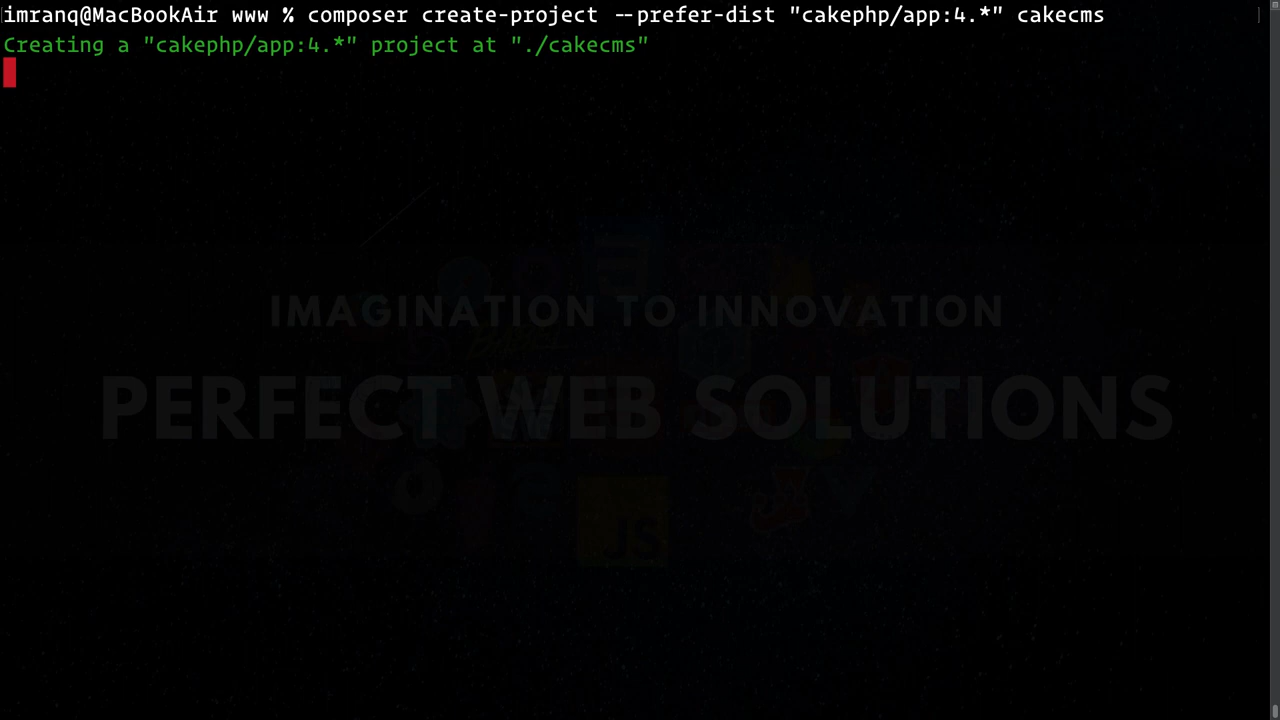 imranq@MacBookAir www % composer create-project --prefer-dist "cakephp/app:4.*" cakecms
Creating a "cakephp/app:4.*" project at "./cakecms"
IMAGINATION TO INNOVATION
PERFECT WEB SOLUTIONS
JS